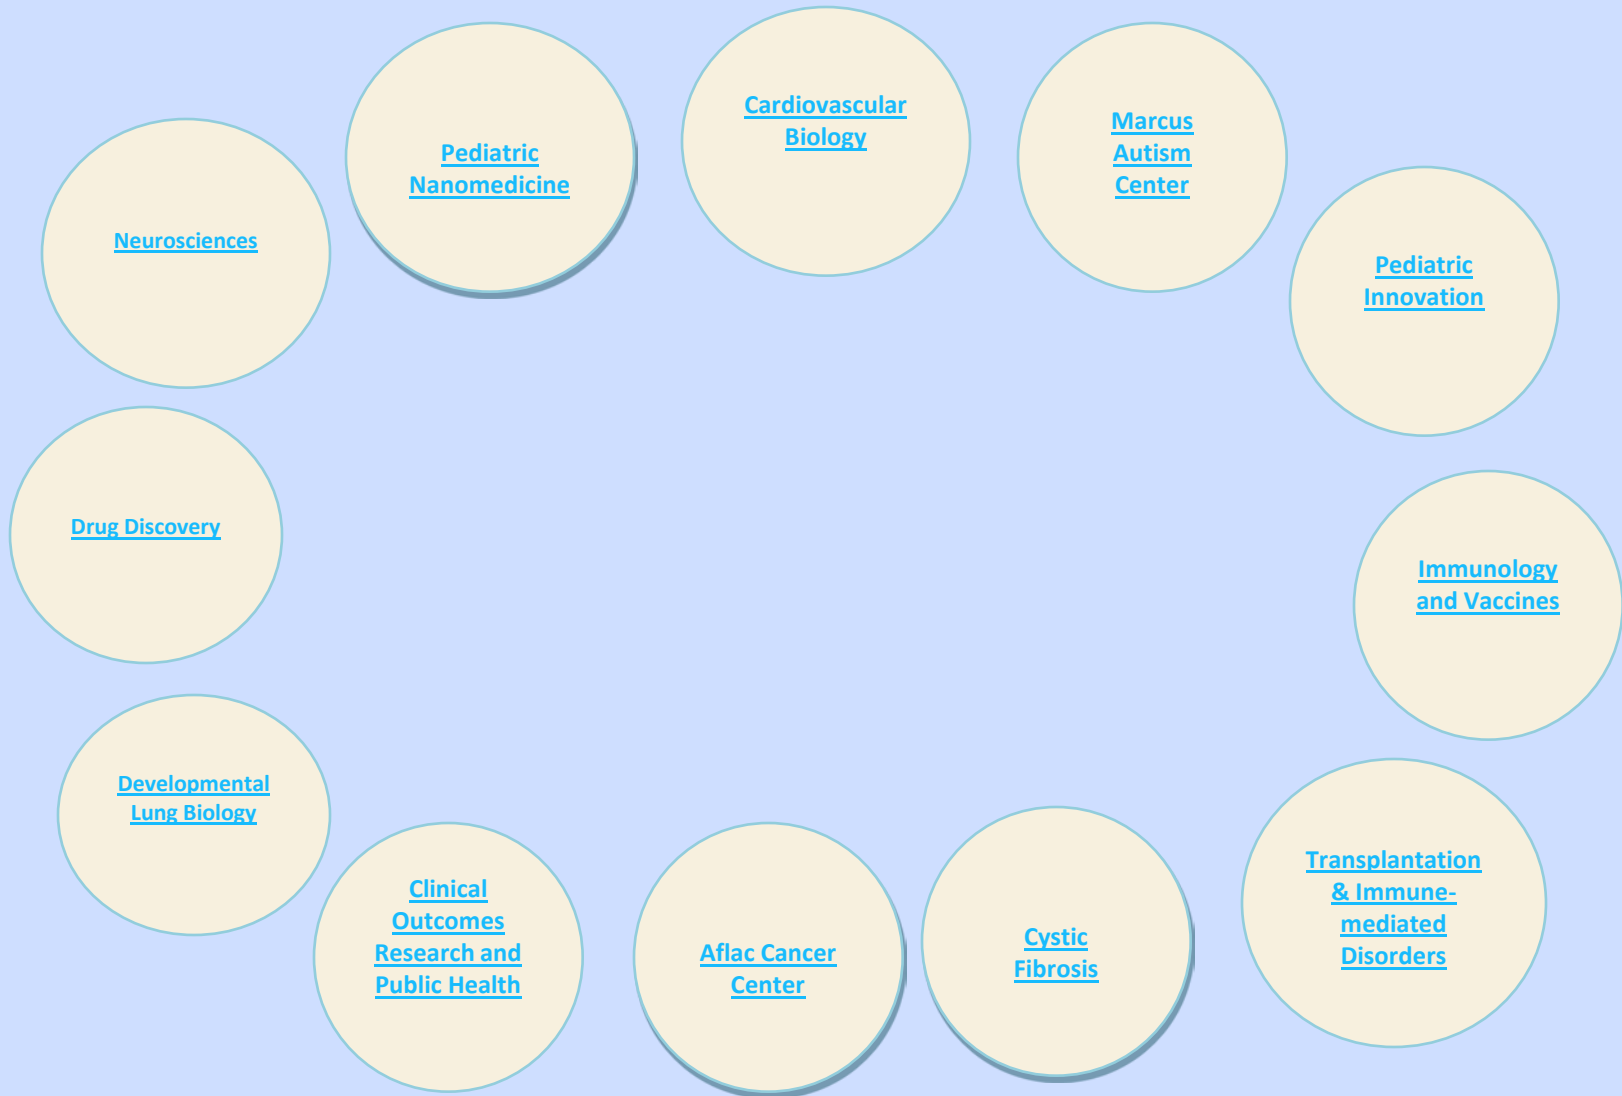 Cardiovascular
Biology
Marcus
Autism
Center
Pediatric
Nanomedicine
Neurosciences
Pediatric
Innovation
Drug Discovery
Immunology
and Vaccines
Developmental
Lung Biology
Transplantation
& Immune-
mediated
Disorders
Clinical
Outcomes
Research and
Public Health
Aflac Cancer
Center
Cystic
Fibrosis